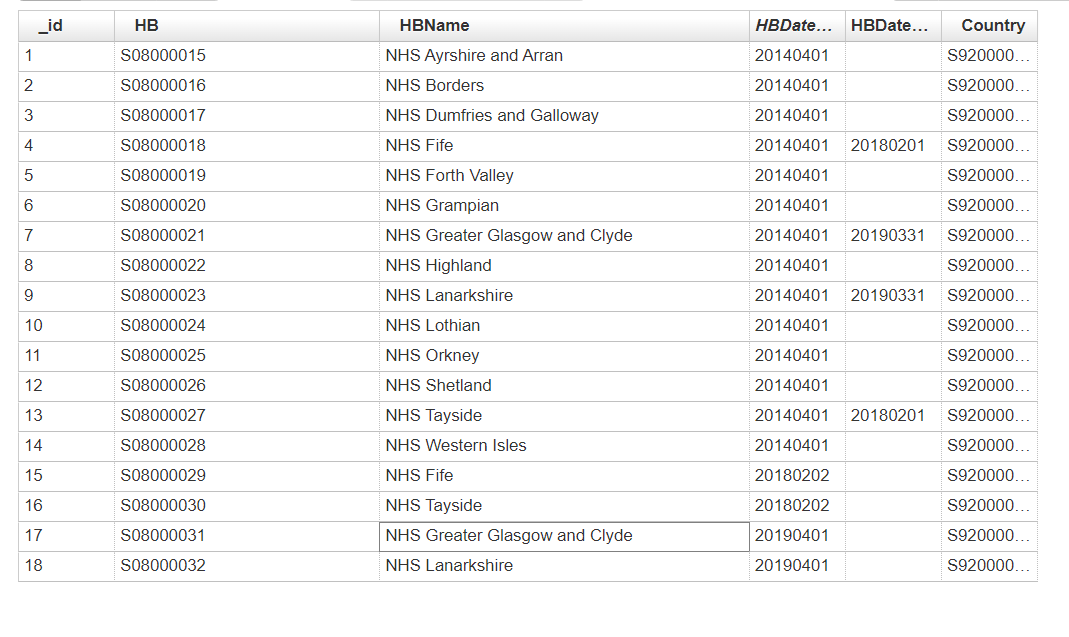 _id HB HBName HBDate... HBDate... Country
1 S08000015 NHS Ayrshire and Arran 20140401 S920000...
2 S08000016 NHS Borders 20140401 S920000...
3 S08000017 NHS Dumfries and Galloway 20140401 S920000...
4 S08000018 NHS Fife 20140401 20180201 S920000...
5 S08000019 NHS Forth Valley 20140401 S920000...
6 S08000020 NHS Grampian 20140401 S920000...
7 S08000021 NHS Greater Glasgow and Clyde 20140401 20190331 S920000...
8 S08000022 NHS Highland 20140401 S920000...
9 S08000023 NHS Lanarkshire 20140401 20190331 S920000...
10 S08000024 NHS Lothian 20140401 S920000...
11 S08000025 NHS Orkney 20140401 S920000...
12 S08000026 NHS Shetland 20140401 S920000...
13 S08000027 NHS Tayside 20140401 20180201 S920000...
14 S08000028 NHS Western Isles 20140401 S920000...
15 S08000029 NHS Fife 20180202 S920000...
16 S08000030 NHS Tayside 20180202 S920000...
17 S08000031 NHS Greater Glasgow and Clyde 20190401 S920000...
18 S08000032 NHS Lanarkshire 20190401 S920000...